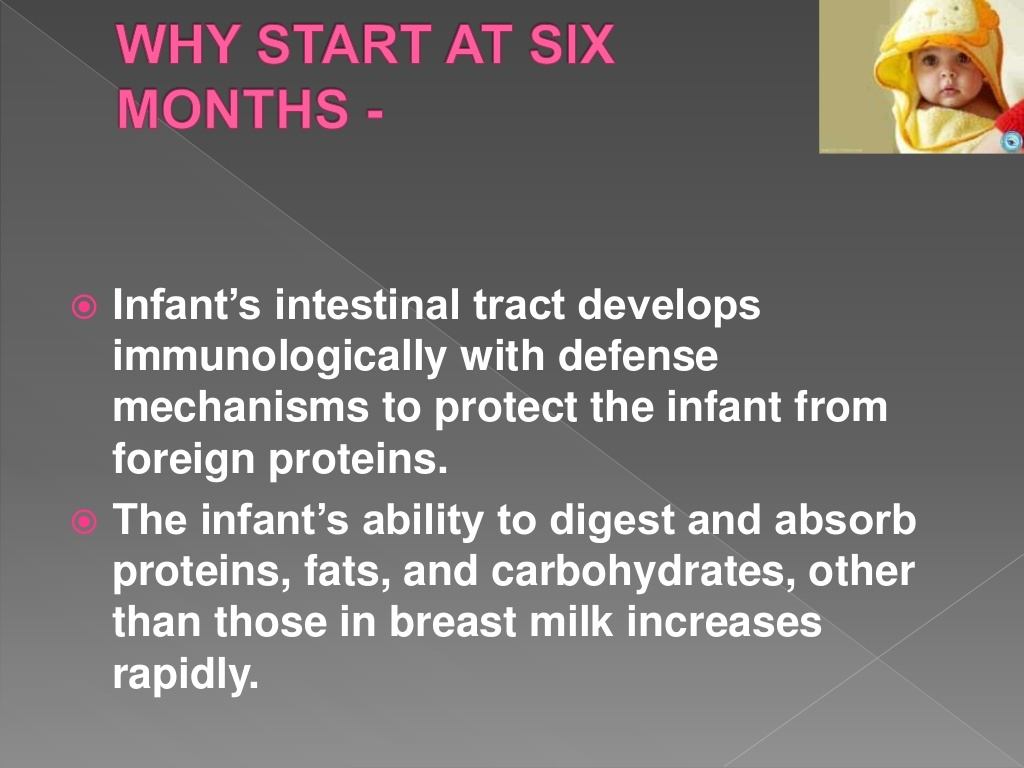 WHY START AT SIX
MONTHS -
Infant’s intestinal tract develops
immunologically with defense
mechanisms to protect the infant from
foreign proteins.
The infant’s ability to digest and absorb
proteins, fats, and carbohydrates, other
than those in breast milk increases
rapidly.